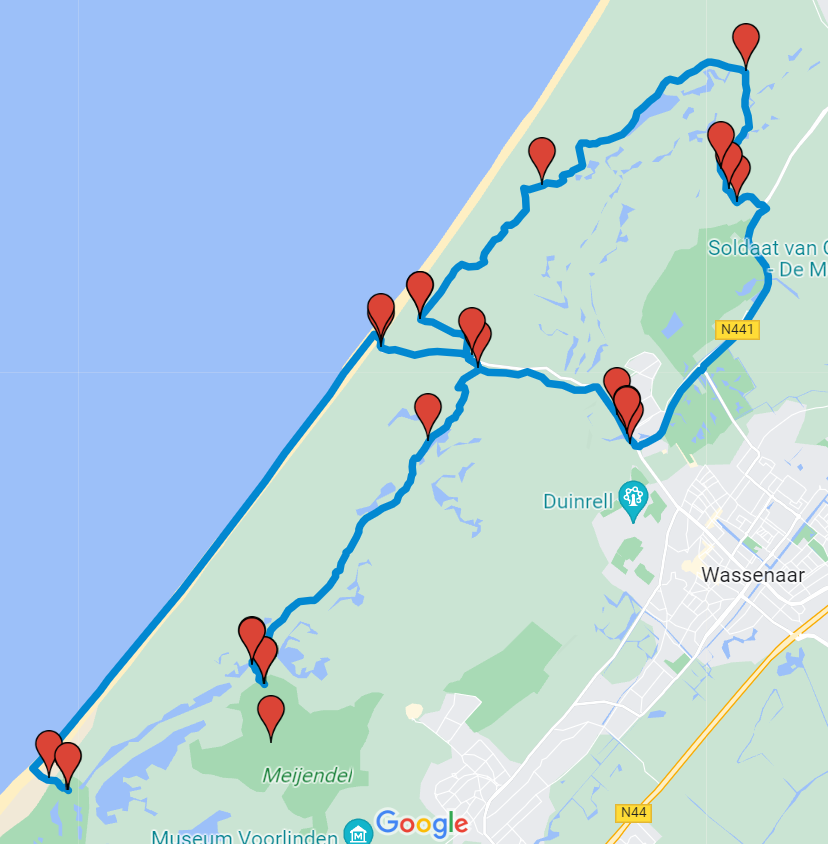 Soldaat van O
- De M
N441
Duinrell
Wassenaar
Meijendel
N44
Google
Museum Voorlinden